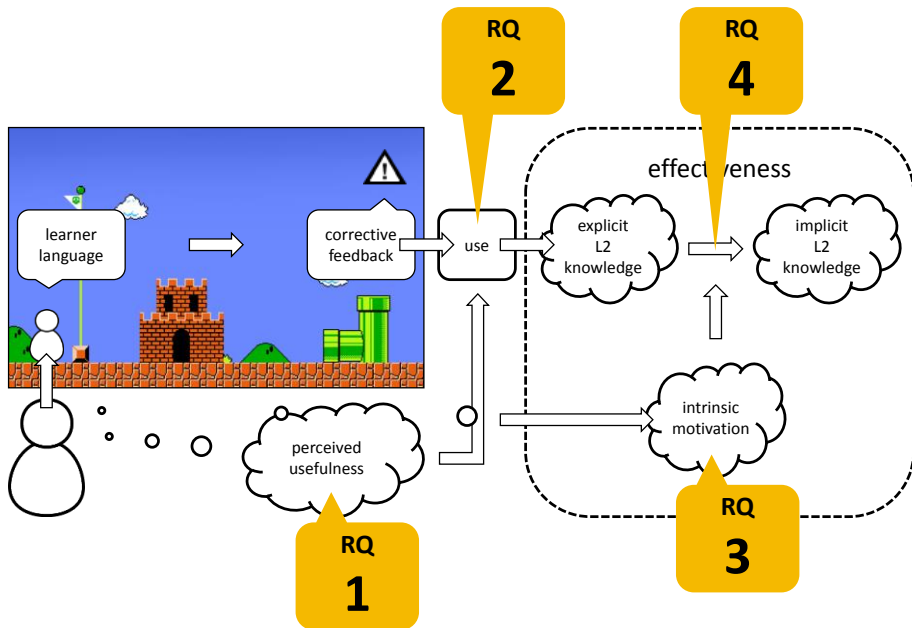 RQ
2
RQ
4
effectiveness
learner
language
corrective
feedback
use
explicit
L2
knowledge
implicit
L2
knowledge
perceived
usefulness
intrinsic
motivation
RQ
1
RQ
3